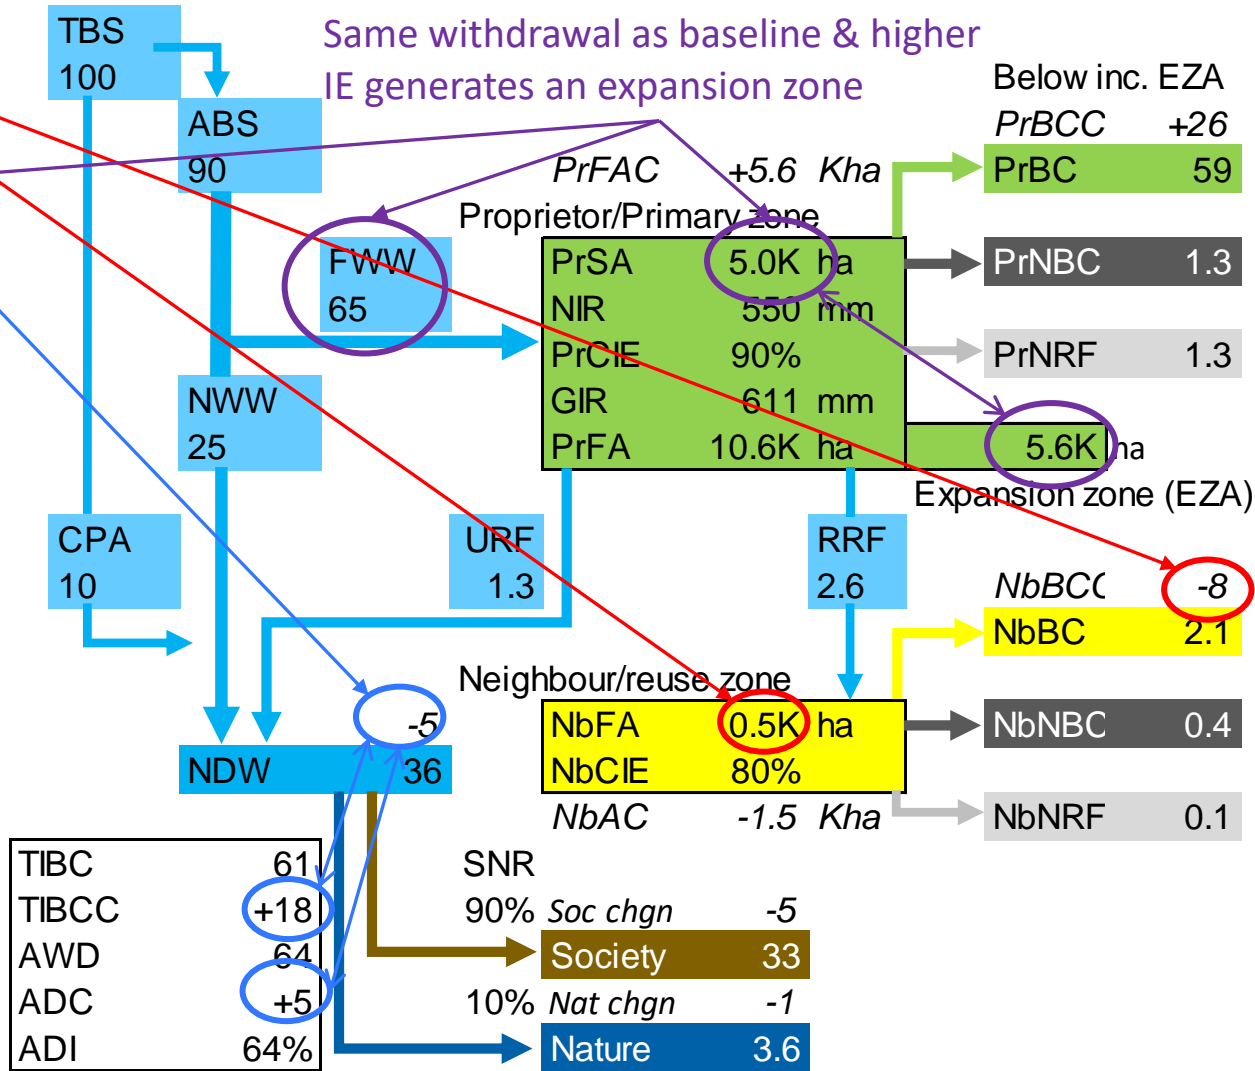 TBS
100
Same withdrawal as baseline & higher
IE generates an expansion zone
Below inc. EZA
PrBCC +26
ABS
90
PrFAC +5.6 Kha
PrBC 59
Proprietor/Primary zone
FWW
65
PrSA 5.0K ha
NIR 550 mm
PrCIE 90%
GIR 611 mm
PrFA 10.6K ha
PrNBC 1.3
PrNRF 1.3
5.6K ha
Expansion zone (EZA)
NWW
25
CPA
10
URF
1.3
RRF
2.6
NbBCC -8
NbBC 2.1
Neighbour/reuse zone
NbFA 0.5K ha
NbCIE 80%
NbAC -1.5 Kha
NbNBC 0.4
NbNRF 0.1
-5
NDW 36
TIBC 61
TIBCC +18
AWD 64
ADC +5
ADI 64%
SNR
90% Soc chgn -5
Society 33
10% Nat chgn -1
Nature 3.6